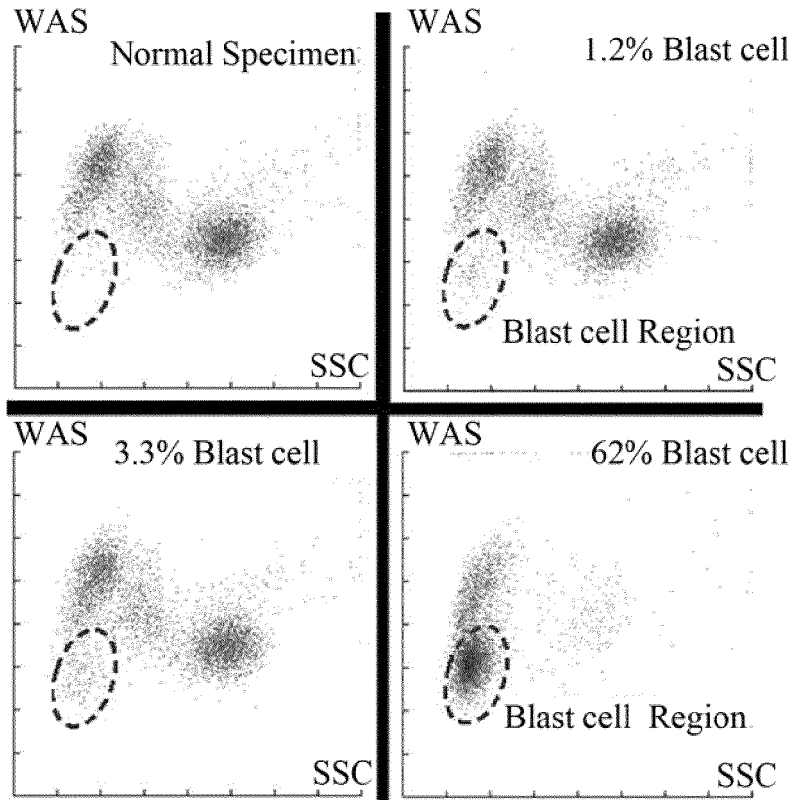 WAS
Normal Specimen
SSC
WAS
1.2% Blast cell
Blast cell Region
SSC
WAS
3.3% Blast cell
SSC
WAS
62% Blast cell
Blast cell Region
SSC